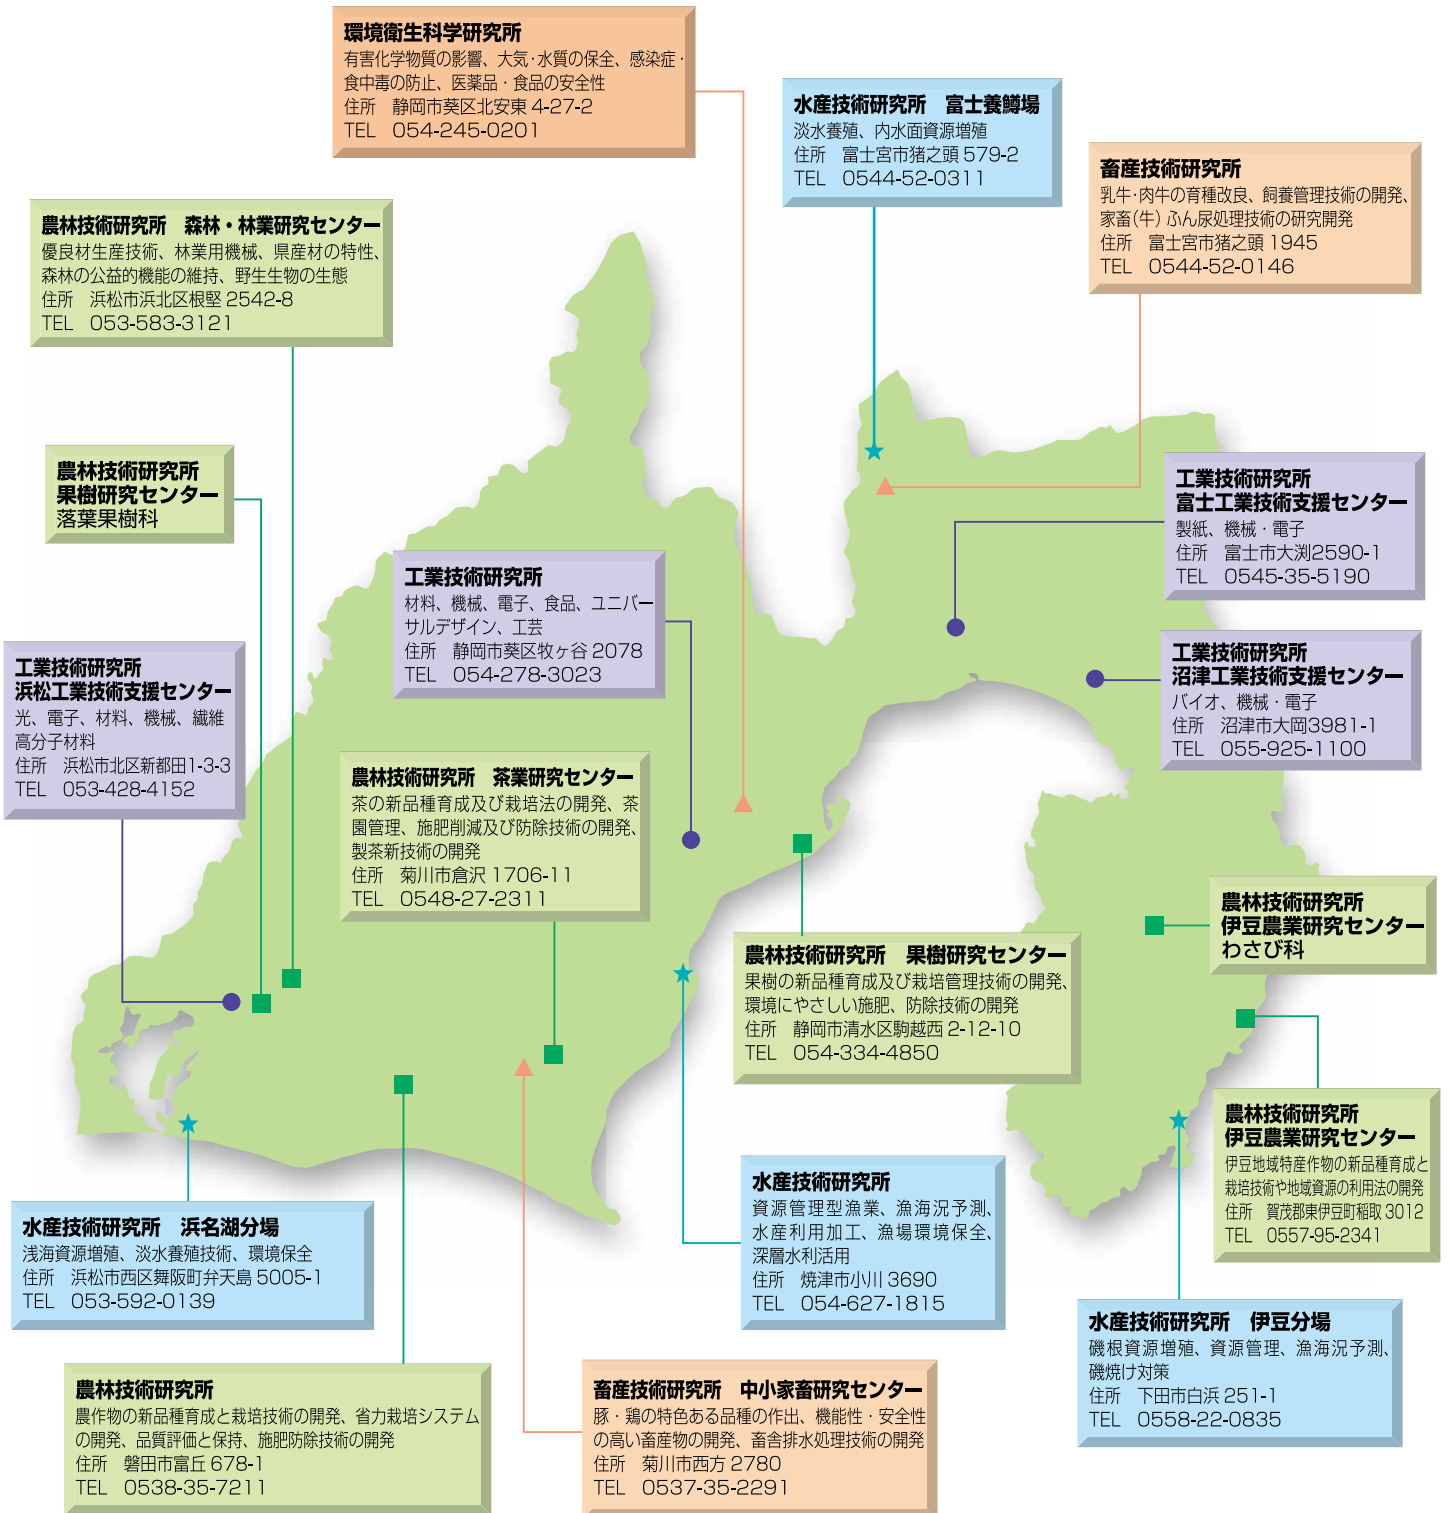 環境衛生科学研究所
有害化学物質の影響、大気・水質の保全、感染症・
食中毒の防止、医薬品・食品の安全性
住所　静岡市葵区北安東 4-27-2
TEL　054-245-0201
水産技術研究所　富士養鱒場
淡水養殖、内水面資源増殖
住所　富士宮市猪之頭 579-2
TEL　0544-52-0311
畜産技術研究所
乳牛・肉牛の育種改良、飼養管理技術の開発、
家畜(牛) ふん尿処理技術の研究開発
住所　富士宮市猪之頭 1945
TEL　0544-52-0146
農林技術研究所　森林・林業研究センター
優良材生産技術、林業用機械、県産材の特性、
森林の公益的機能の維持、野生生物の生態
住所　浜松市浜北区根堅 2542-8
TEL　053-583-3121
農林技術研究所
果樹研究センター
落葉果樹科
工業技術研究所
富士工業技術支援センター
製紙、機械・電子
住所　富士市大渕2590-1
TEL　0545-35-5190
工業技術研究所
材料、機械、電子、食品、ユニバー
サルデザイン、工芸
住所　静岡市葵区牧ヶ谷 2078
TEL　054-278-3023
工業技術研究所
沼津工業技術支援センター
バイオ、機械・電子
住所　沼津市大岡3981-1
TEL　055-925-1100
工業技術研究所
浜松工業技術支援センター
光、電子、材料、機械、繊維
高分子材料
住所　浜松市北区新都田1-3-3
TEL　053-428-4152
農林技術研究所　茶業研究センター
茶の新品種育成及び栽培法の開発、茶
園管理、施肥削減及び防除技術の開発、
製茶新技術の開発
住所　菊川市倉沢 1706-11
TEL　0548-27-2311
農林技術研究所
伊豆農業研究センター
わさび科
農林技術研究所　果樹研究センター
果樹の新品種育成及び栽培管理技術の開発、
環境にやさしい施肥、防除技術の開発
住所　静岡市清水区駒越西 2-12-10
TEL　054-334-4850
農林技術研究所
伊豆農業研究センター
伊豆地域特産作物の新品種育成と
栽培技術や地域資源の利用法の開発
住所　賀茂郡東伊豆町稲取 3012
TEL　0557-95-2341
水産技術研究所
資源管理型漁業、漁海況予測、
水産利用加工、漁場環境保全、
深層水利活用
住所　焼津市小川 3690
TEL　054-627-1815
水産技術研究所　浜名湖分場
浅海資源増殖、淡水養殖技術、環境保全
住所　浜松市西区舞阪町弁天島 5005-1
TEL　053-592-0139
水産技術研究所　伊豆分場
磯根資源増殖、資源管理、漁海況予測、
磯焼け対策
住所　下田市白浜 251-1
TEL　0558-22-0835
農林技術研究所
農作物の新品種育成と栽培技術の開発、省力栽培システム
の開発、品質評価と保持、施肥防除技術の開発
住所　磐田市富丘 678-1
TEL　0538-35-7211
畜産技術研究所　中小家畜研究センター
豚・鶏の特色ある品種の作出、機能性・安全性
の高い畜産物の開発、畜舎排水処理技術の開発
住所　菊川市西方 2780
TEL　0537-35-2291